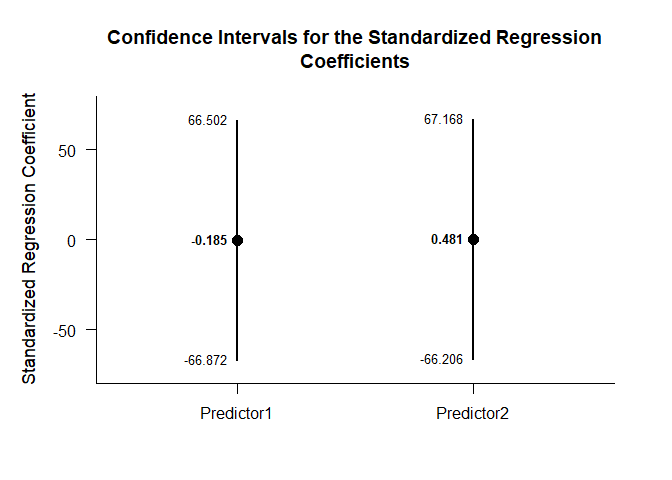 Confidence Intervals for the Standardized Regression
Coefficients
Standardized Regression Coefficient
50
0
-50
66.502
-0.185
-66.872
67.168
0.481
-66.206
Predictor1
Predictor2